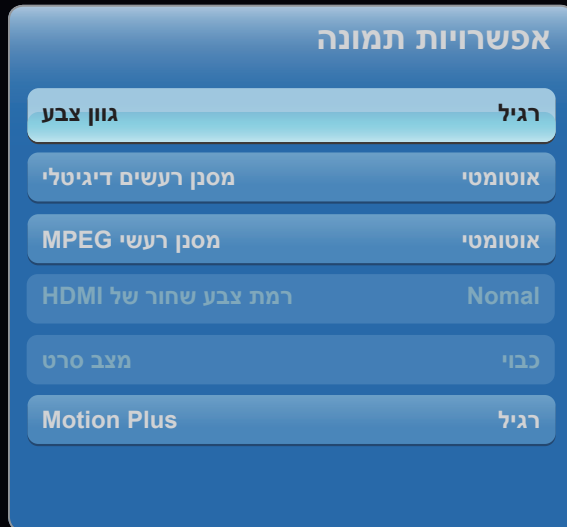 אפשרויות תמונה
גוון צבע רגיל
מסנן רעשים דיגיטלי אוטומטי
מסנן רעשי MPEG אוטומטי
רמת צבע שחור של HDMI Nomal
מצב סרט כבוי
Motion Plus רגיל